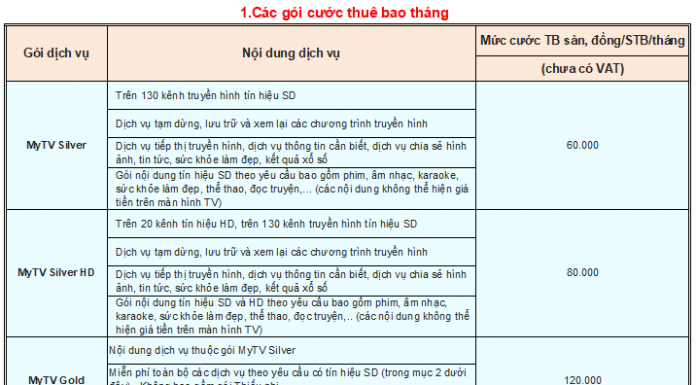 1.Các gói cước thuê bao tháng
Gói dịch vụ
Nội dung dịch vụ
Mức cước TB sàn, đồng/STB/tháng
(chưa có VAT)
MyTV Silver
Trên 130 kênh truyền hình tín hiệu SD
Dịch vụ tạm dừng, lưu trữ và xem lại các chương trình truyền hình
Dịch vụ tiếp thị truyền hình, dịch vụ thông tin cần biết, dịch vụ chia sẻ hình
ảnh, tin tức, sức khỏe làm đẹp, kết quả xổ số
Gói nội dung tín hiệu SD theo yêu cầu bao gồm phim, âm nhạc, karaoke,
sức khỏe làm đẹp, thể thao, đọc truyện,... (các nội dung không thể hiện giá
tiền trên màn hình TV)
60.000
MyTV Silver HD
Trên 20 kênh tín hiệu HD, trên 130 kênh truyền hình tín hiệu SD
Dịch vụ tạm dừng, lưu trữ và xem lại các chương trình truyền hình
Dịch vụ tiếp thị truyền hình, dịch vụ thông tin cần biết, dịch vụ chia sẻ hình
ảnh, tin tức, sức khỏe làm đẹp, kết quả xổ số
Gói nội dung tín hiệu SD và HD theo yêu cầu bao gồm phim, âm nhạc,
karaoke, sức khỏe làm đẹp, thể thao, đọc truyện,.. (các nội dung không thể
hiện giá tiền trên màn hình TV)
80.000
MyTV Gold
Nội dung dịch vụ thuộc gói MyTV Silver
Miễn phí toàn bộ các dịch vụ theo yêu cầu có tín hiệu SD (trong mục 2 dưới
120.000